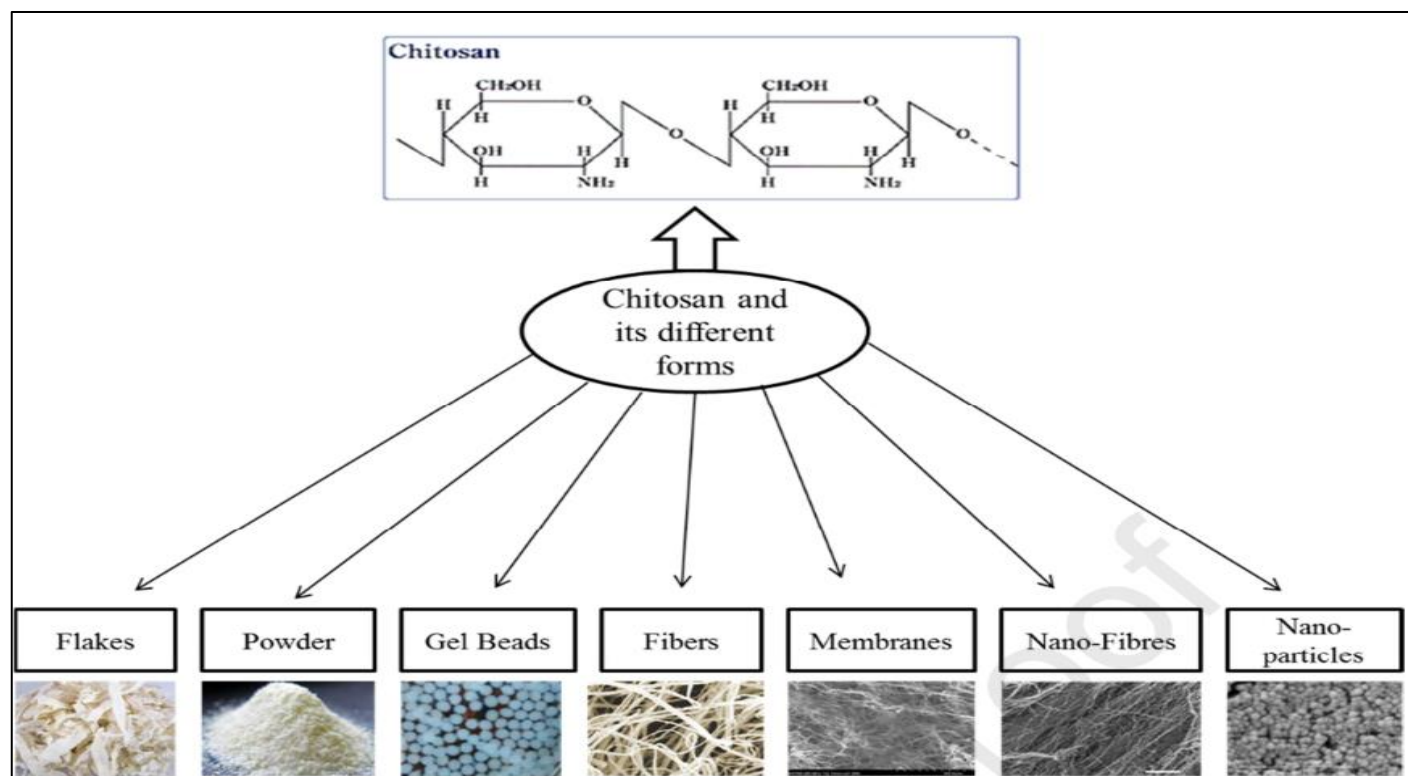 Chitosan
CH₂OH
CH₂OH
H
O
H
O
H
H
O
O
OH
H
OH
H
H
H
H
NH₂
H
NH₂
Chitosan and
its different
forms
Flakes
Powder
Gel Beads
Fibers
Membranes
Nano-Fibres
Nano-
particles